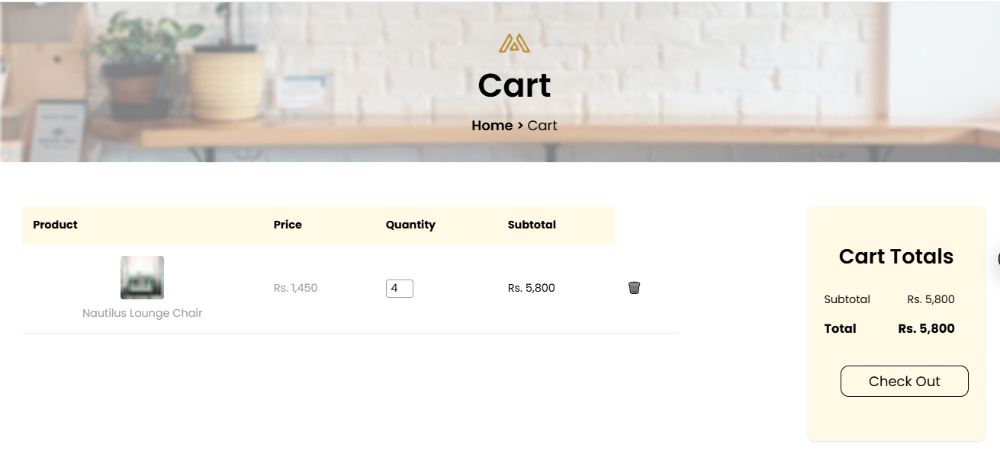 Cart
Home > Cart
Product Price Quantity Subtotal
Rs. 1,450 4 Rs. 5,800
Nautilus Lounge Chair
Cart Totals
Subtotal Rs. 5,800
Total Rs. 5,800
Check Out